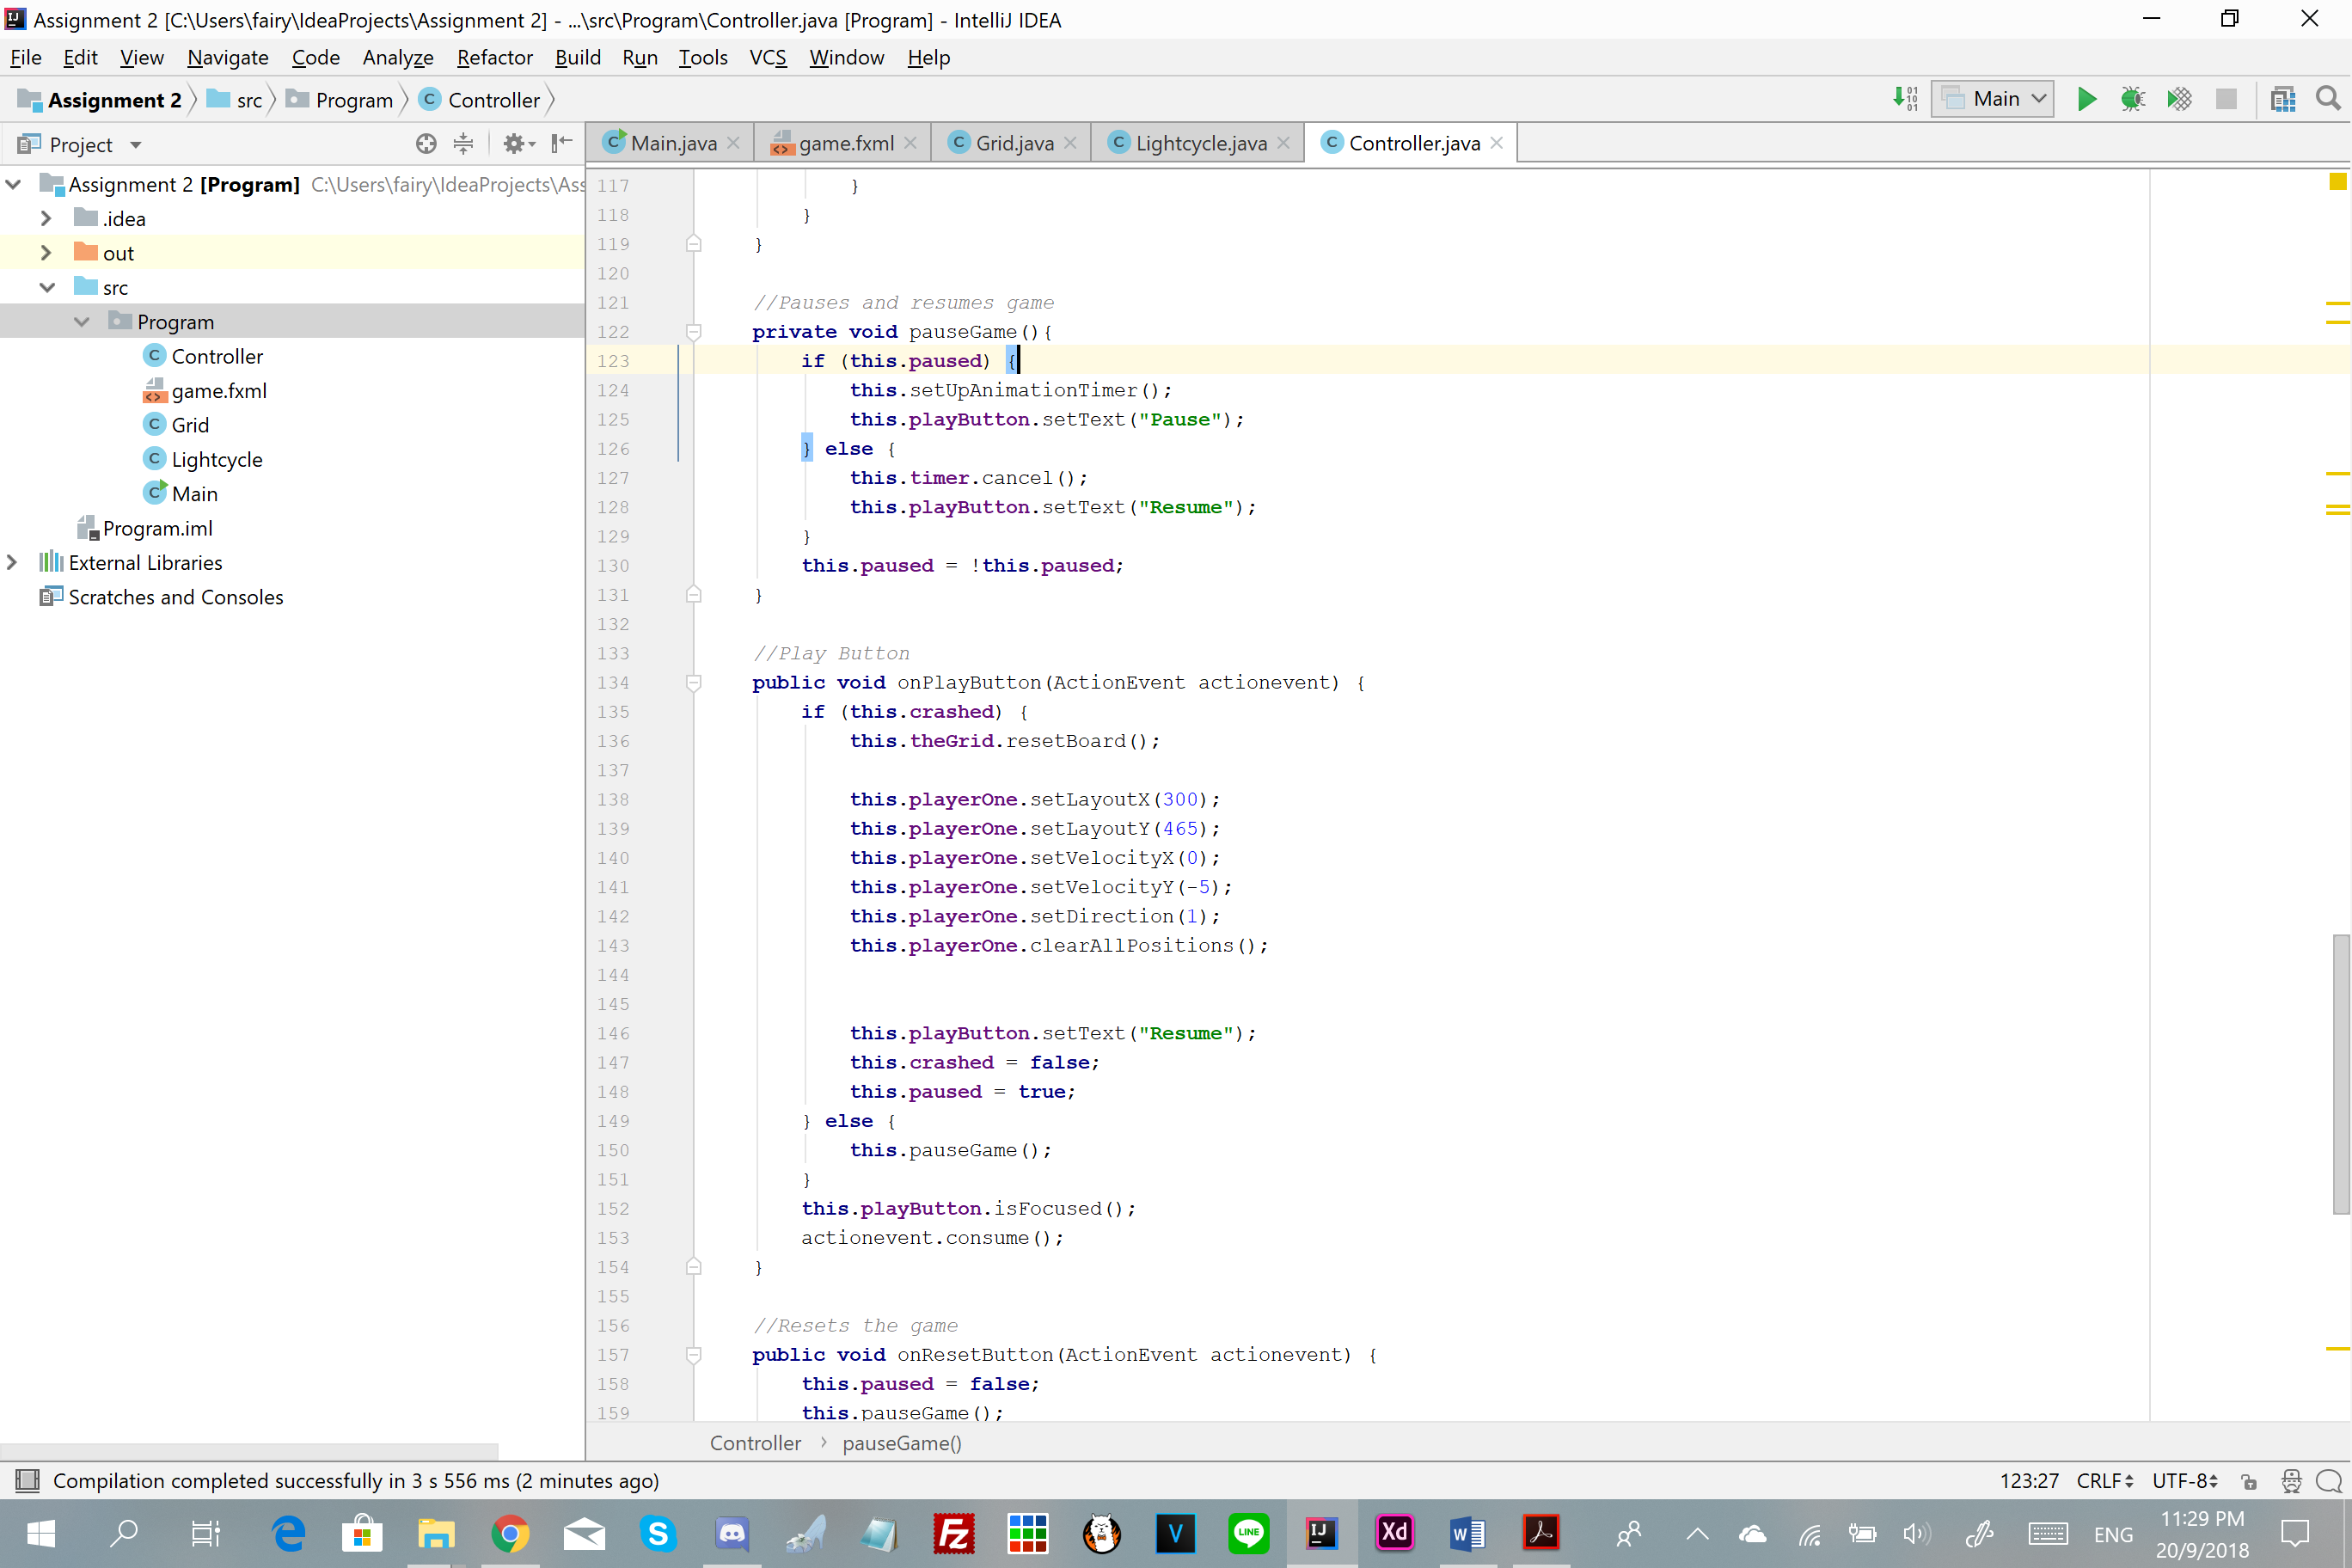 Assignment 2 [C:\Users\fairy\IdeaProjects\Assignment 2] - ...\src\Program\Controller.java [Program] - IntelliJ IDEA
File Edit View Navigate Code Analyze Refactor Build Run Tools VCS Window Help
Assignment 2 src Program Controller Main
Project
Main.java game.fxml Grid.java Lightcycle.java Controller.java
Assignment 2 [Program] C:\Users\fairy\IdeaProjects\Ass
.idea
out
src
Program
Controller
game.fxml
Grid
Lightcycle
Main
Program.iml
External Libraries
Scratches and Consoles
117 }
118 }
119 }
120
121 //Pauses and resumes game
122 private void pauseGame(){
123 if (this.paused) {
124 this.setUpAnimationTimer();
125 this.playButton.setText("Pause");
126 } else {
127 this.timer.cancel();
128 this.playButton.setText("Resume");
129 }
130 this.paused = !this.paused;
131 }
132
133 //Play Button
134 public void onPlayButton(ActionEvent actionevent) {
135 if (this.crashed) {
136 this.theGrid.resetBoard();
137
138 this.playerOne.setLayoutX(300);
139 this.playerOne.setLayoutY(465);
140 this.playerOne.setVelocityX(0);
141 this.playerOne.setVelocityY(-5);
142 this.playerOne.setDirection(1);
143 this.playerOne.clearAllPositions();
144
145
146 this.playButton.setText("Resume");
147 this.crashed = false;
148 this.paused = true;
149 } else {
150 this.pauseGame();
151 }
152 this.playButton.isFocused();
153 actionevent.consume();
154 }
155
156 //Resets the game
157 public void onResetButton(ActionEvent actionevent) {
158 this.paused = false;
159 this.pauseGame();
Controller pauseGame()
Compilation completed successfully in 3 s 556 ms (2 minutes ago) 123:27 CRLF UTF-8
ENG 11:29 PM
20/9/2018